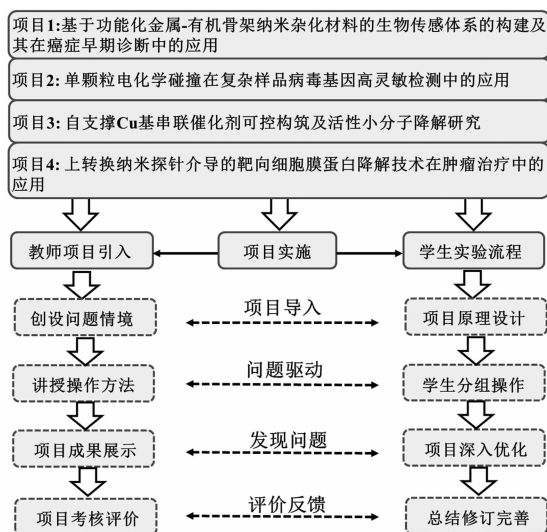 项目1:基于功能化金属-有机骨架纳米杂化材料的生物传感体系的构建及
其在癌症早期诊断中的应用
项目2: 单颗粒电化学碰撞在复杂样品病毒基因高灵敏检测中的应用
项目3: 自支撑Cu基串联催化剂可控构筑及活性小分子降解研究
项目4: 上转换纳米探针介导的靶向细胞膜蛋白降解技术在肿瘤治疗中的
应用
教师项目引入 项目实施 学生实验流程
创设问题情境 项目导入 项目原理设计
讲授操作方法 问题驱动 学生分组操作
项目成果展示 发现问题 项目深入优化
项目考核评价 评价反馈 总结修订完善